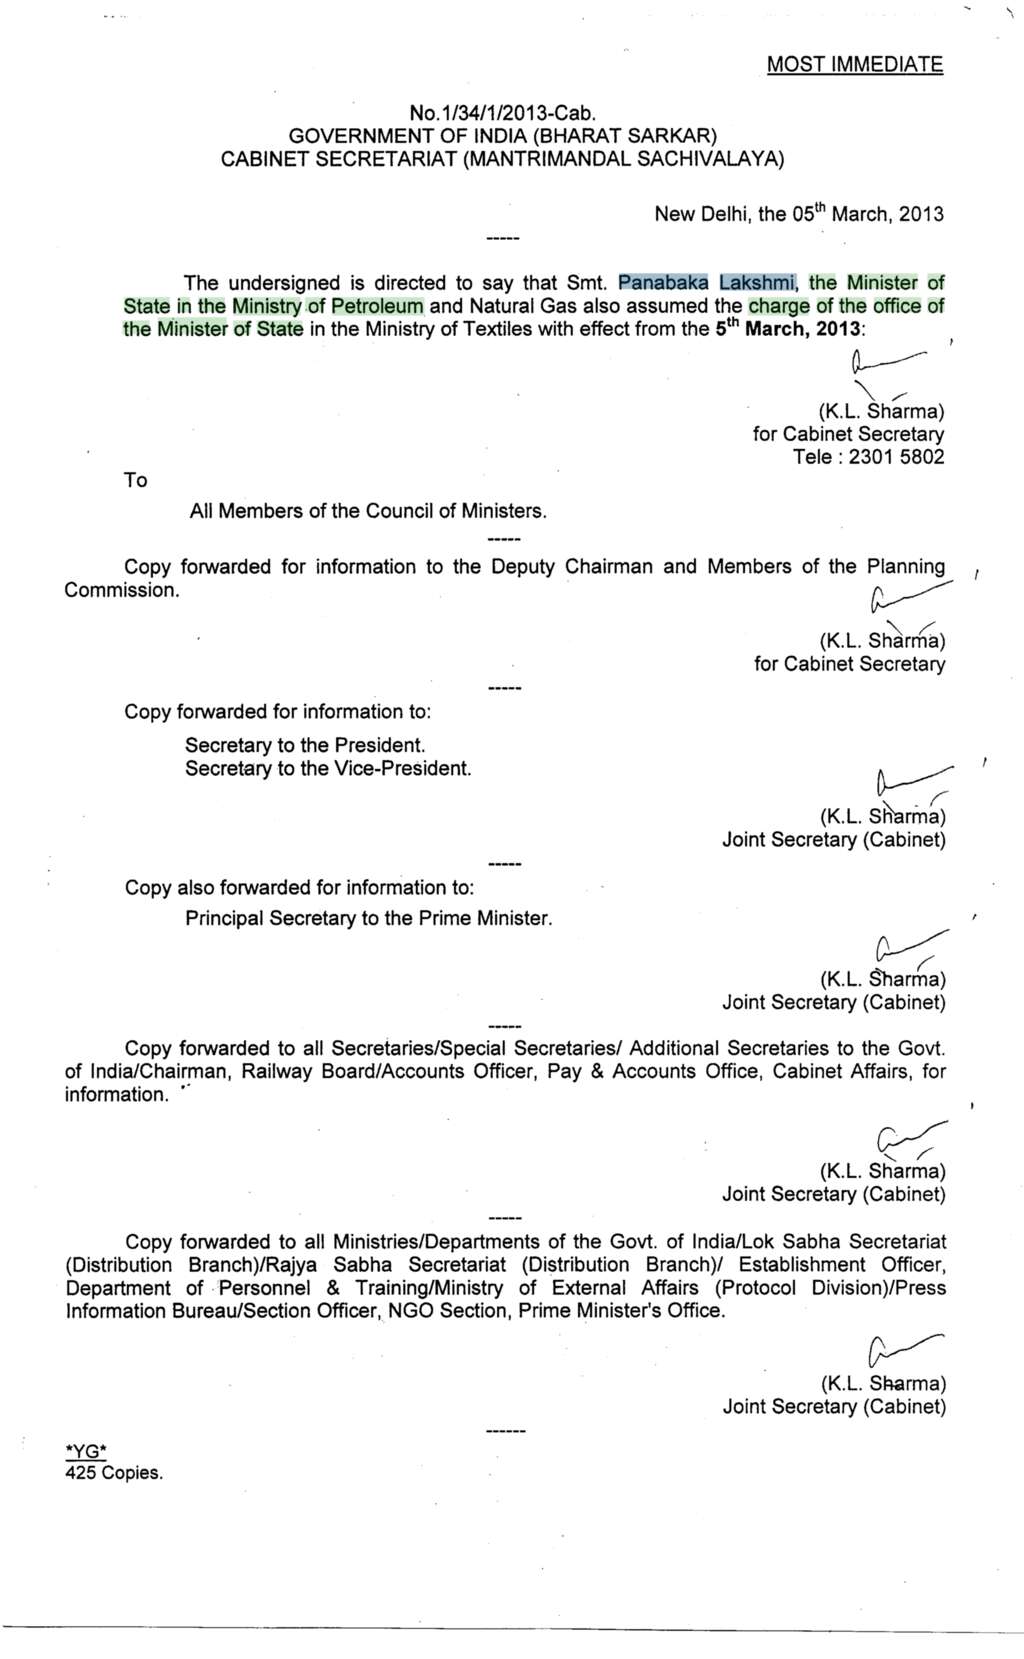 MOST IMMEDIATE
No.1/34/1/2013-Cab.
GOVERNMENT OF INDIA (BHARAT SARKAR)
CABINET SECRETARIAT (MANTRIMANDAL SACHIVALAYA)
New Delhi, the 05th March, 2013
-----
The undersigned is directed to say that Smt. Panabaka Lakshmi, the Minister of
State in the Ministry of Petroleum and Natural Gas also assumed the charge of the office of
the Minister of State in the Ministry of Textiles with effect from the 5th March, 2013:
(K.L. Sharma)
for Cabinet Secretary
Tele : 2301 5802
To
All Members of the Council of Ministers.
-----
Copy forwarded for information to the Deputy Chairman and Members of the Planning
Commission.
(K.L. Sharma)
for Cabinet Secretary
-----
Copy forwarded for information to:
Secretary to the President.
Secretary to the Vice-President.
(K.L. Sharma)
Joint Secretary (Cabinet)
-----
Copy also forwarded for information to:
Principal Secretary to the Prime Minister.
(K.L. Sharma)
Joint Secretary (Cabinet)
-----
Copy forwarded to all Secretaries/Special Secretaries/ Additional Secretaries to the Govt.
of India/Chairman, Railway Board/Accounts Officer, Pay & Accounts Office, Cabinet Affairs, for
information.
(K.L. Sharma)
Joint Secretary (Cabinet)
-----
Copy forwarded to all Ministries/Departments of the Govt. of India/Lok Sabha Secretariat
(Distribution Branch)/Rajya Sabha Secretariat (Distribution Branch)/ Establishment Officer,
Department of Personnel & Training/Ministry of External Affairs (Protocol Division)/Press
Information Bureau/Section Officer, NGO Section, Prime Minister's Office.
(K.L. Sharma)
Joint Secretary (Cabinet)
------
*YG*
425 Copies.